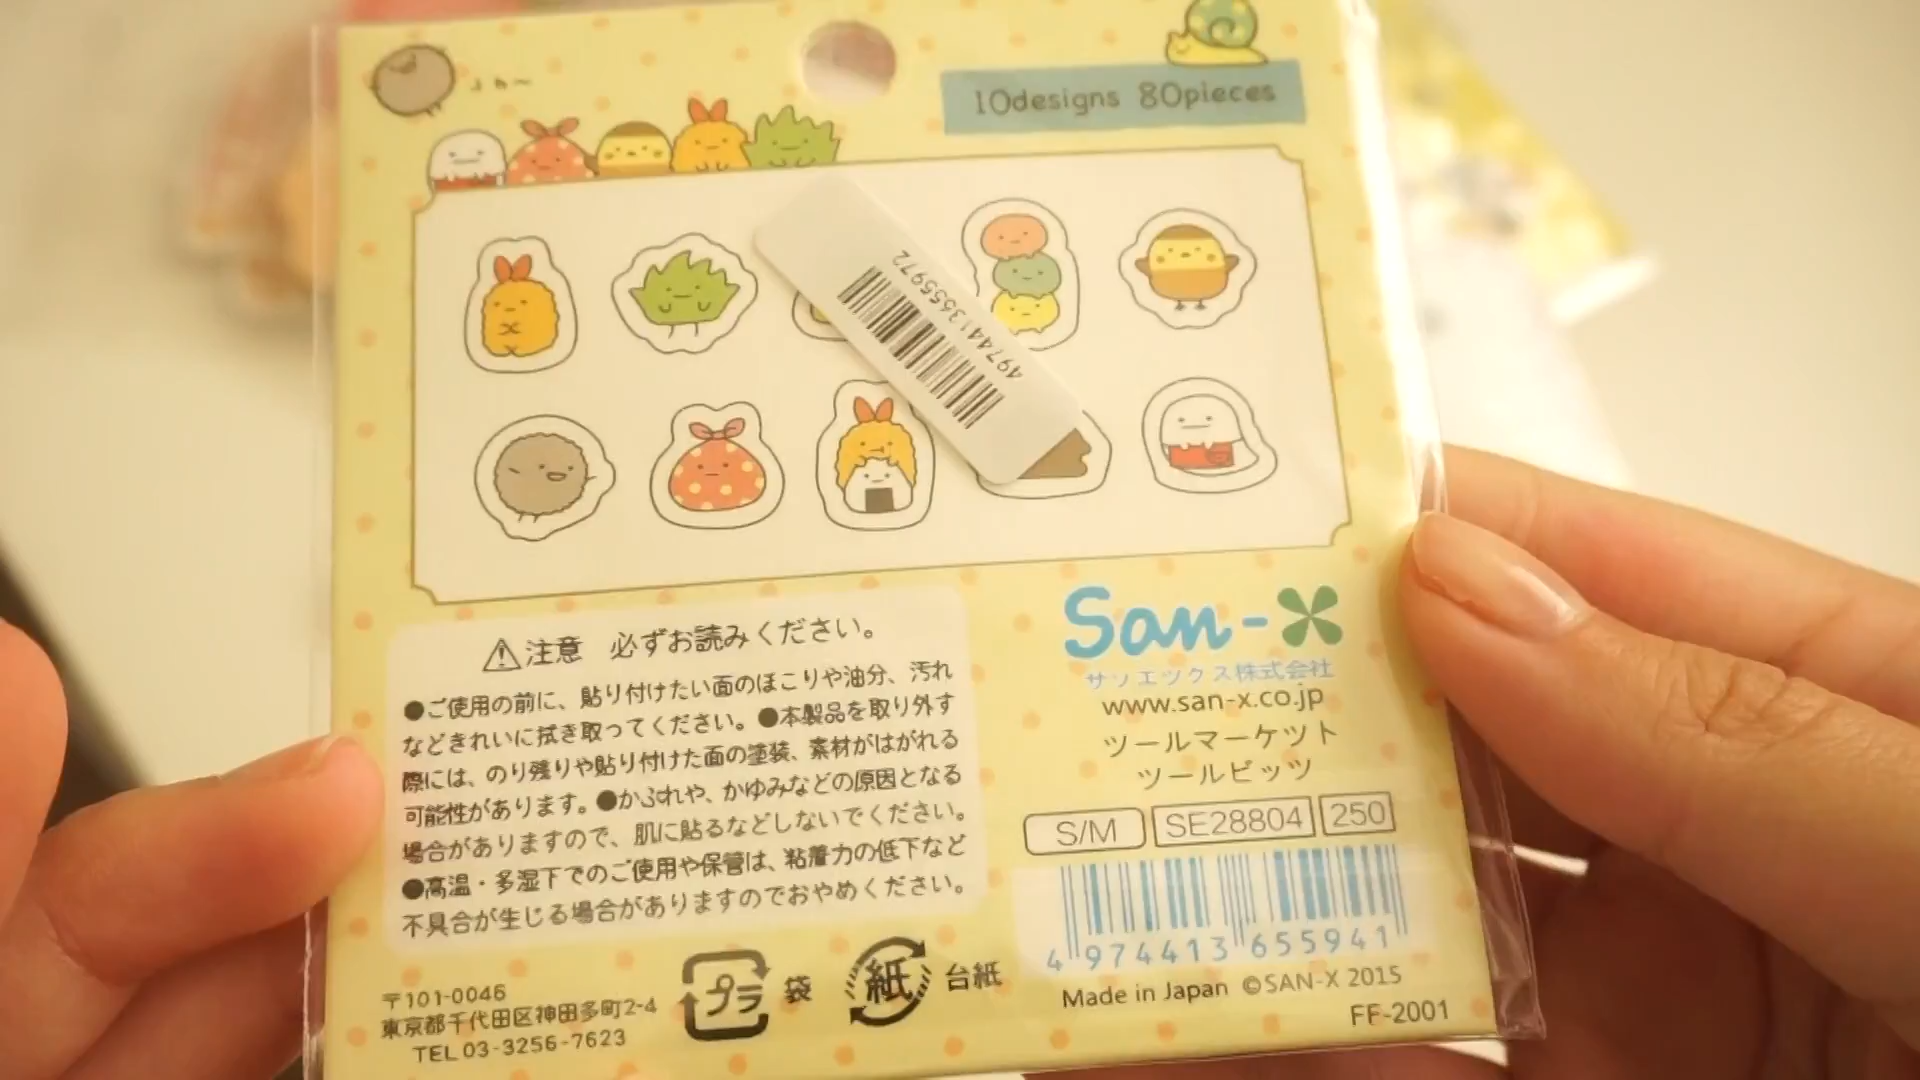 よわ〜
10designs 80pieces
4974413655972
⚠注意 必ずお読みください。
●ご使用の前に、貼り付けたい面のほこりや油分、汚れ
などきれいに拭き取ってください。●本製品を取り外す
際には、のり残りや貼り付けた面の塗装、素材がはがれる
可能性があります。●かぶれや、かゆみなどの原因となる
場合がありますので、肌に貼るなどしないでください。
●高温・多湿下でのご使用や保管は、粘着力の低下など
不具合が生じる場合がありますのでおやめください。
San-X
サンエックス株式会社
www.san-x.co.jp
ツールマーケット
ツールビッツ
S/M SE28804 250
4974413655941
Made in Japan ©SAN-X 2015
FF-2001
〒101-0046
東京都千代田区神田多町2-4
TEL 03-3256-7623
プラ 袋
紙 台紙